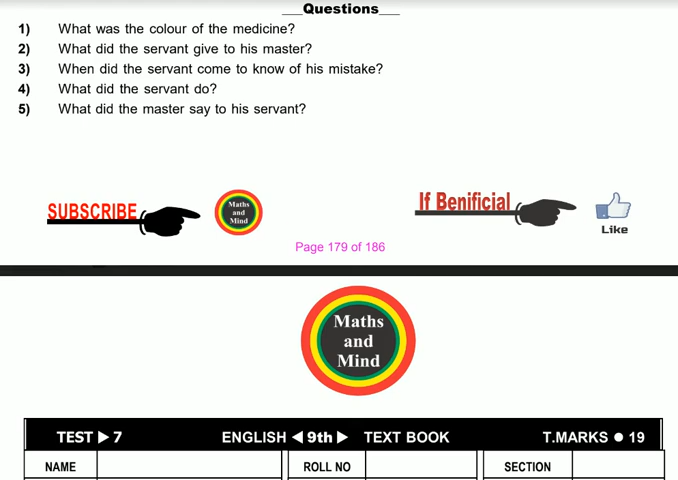 ___Questions___
1) What was the colour of the medicine?
2) What did the servant give to his master?
3) When did the servant come to know of his mistake?
4) What did the servant do?
5) What did the master say to his servant?
SUBSCRIBE
Maths
and
Mind
If Benificial
Like
Page 179 of 186
Maths
and
Mind
TEST ▶ 7 ENGLISH ◀ 9th ▶ TEXT BOOK T.MARKS ● 19
NAME ROLL NO SECTION